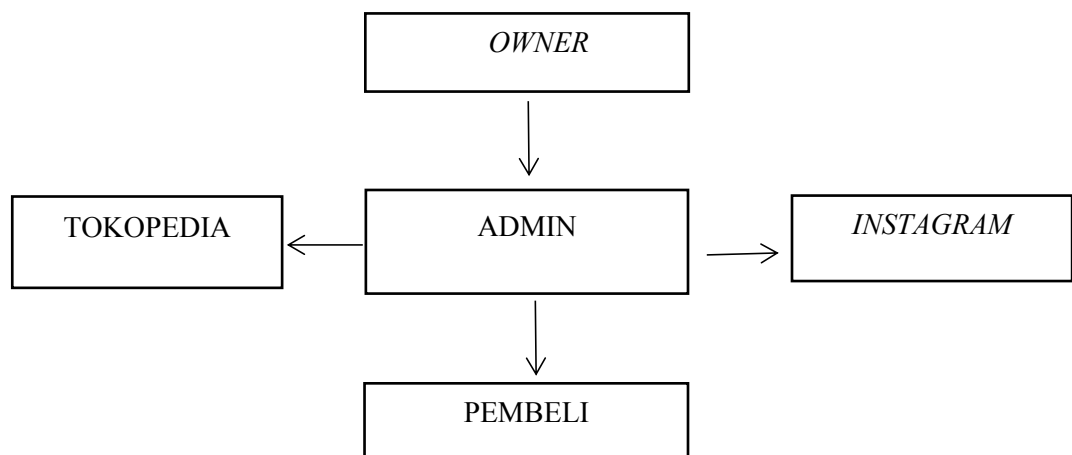 OWNER
TOKOPEDIA
ADMIN
INSTAGRAM
PEMBELI